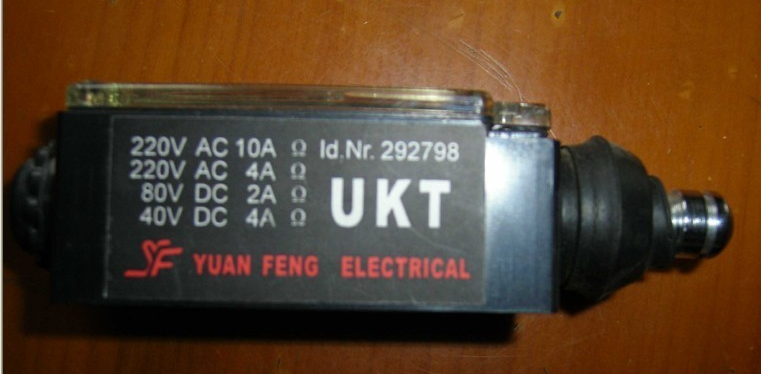 220V AC 10A Ω Id.Nr. 292798
220V AC 4A Ω
80V DC 2A Ω
40V DC 4A Ω
UKT
YF YUAN FENG ELECTRICAL